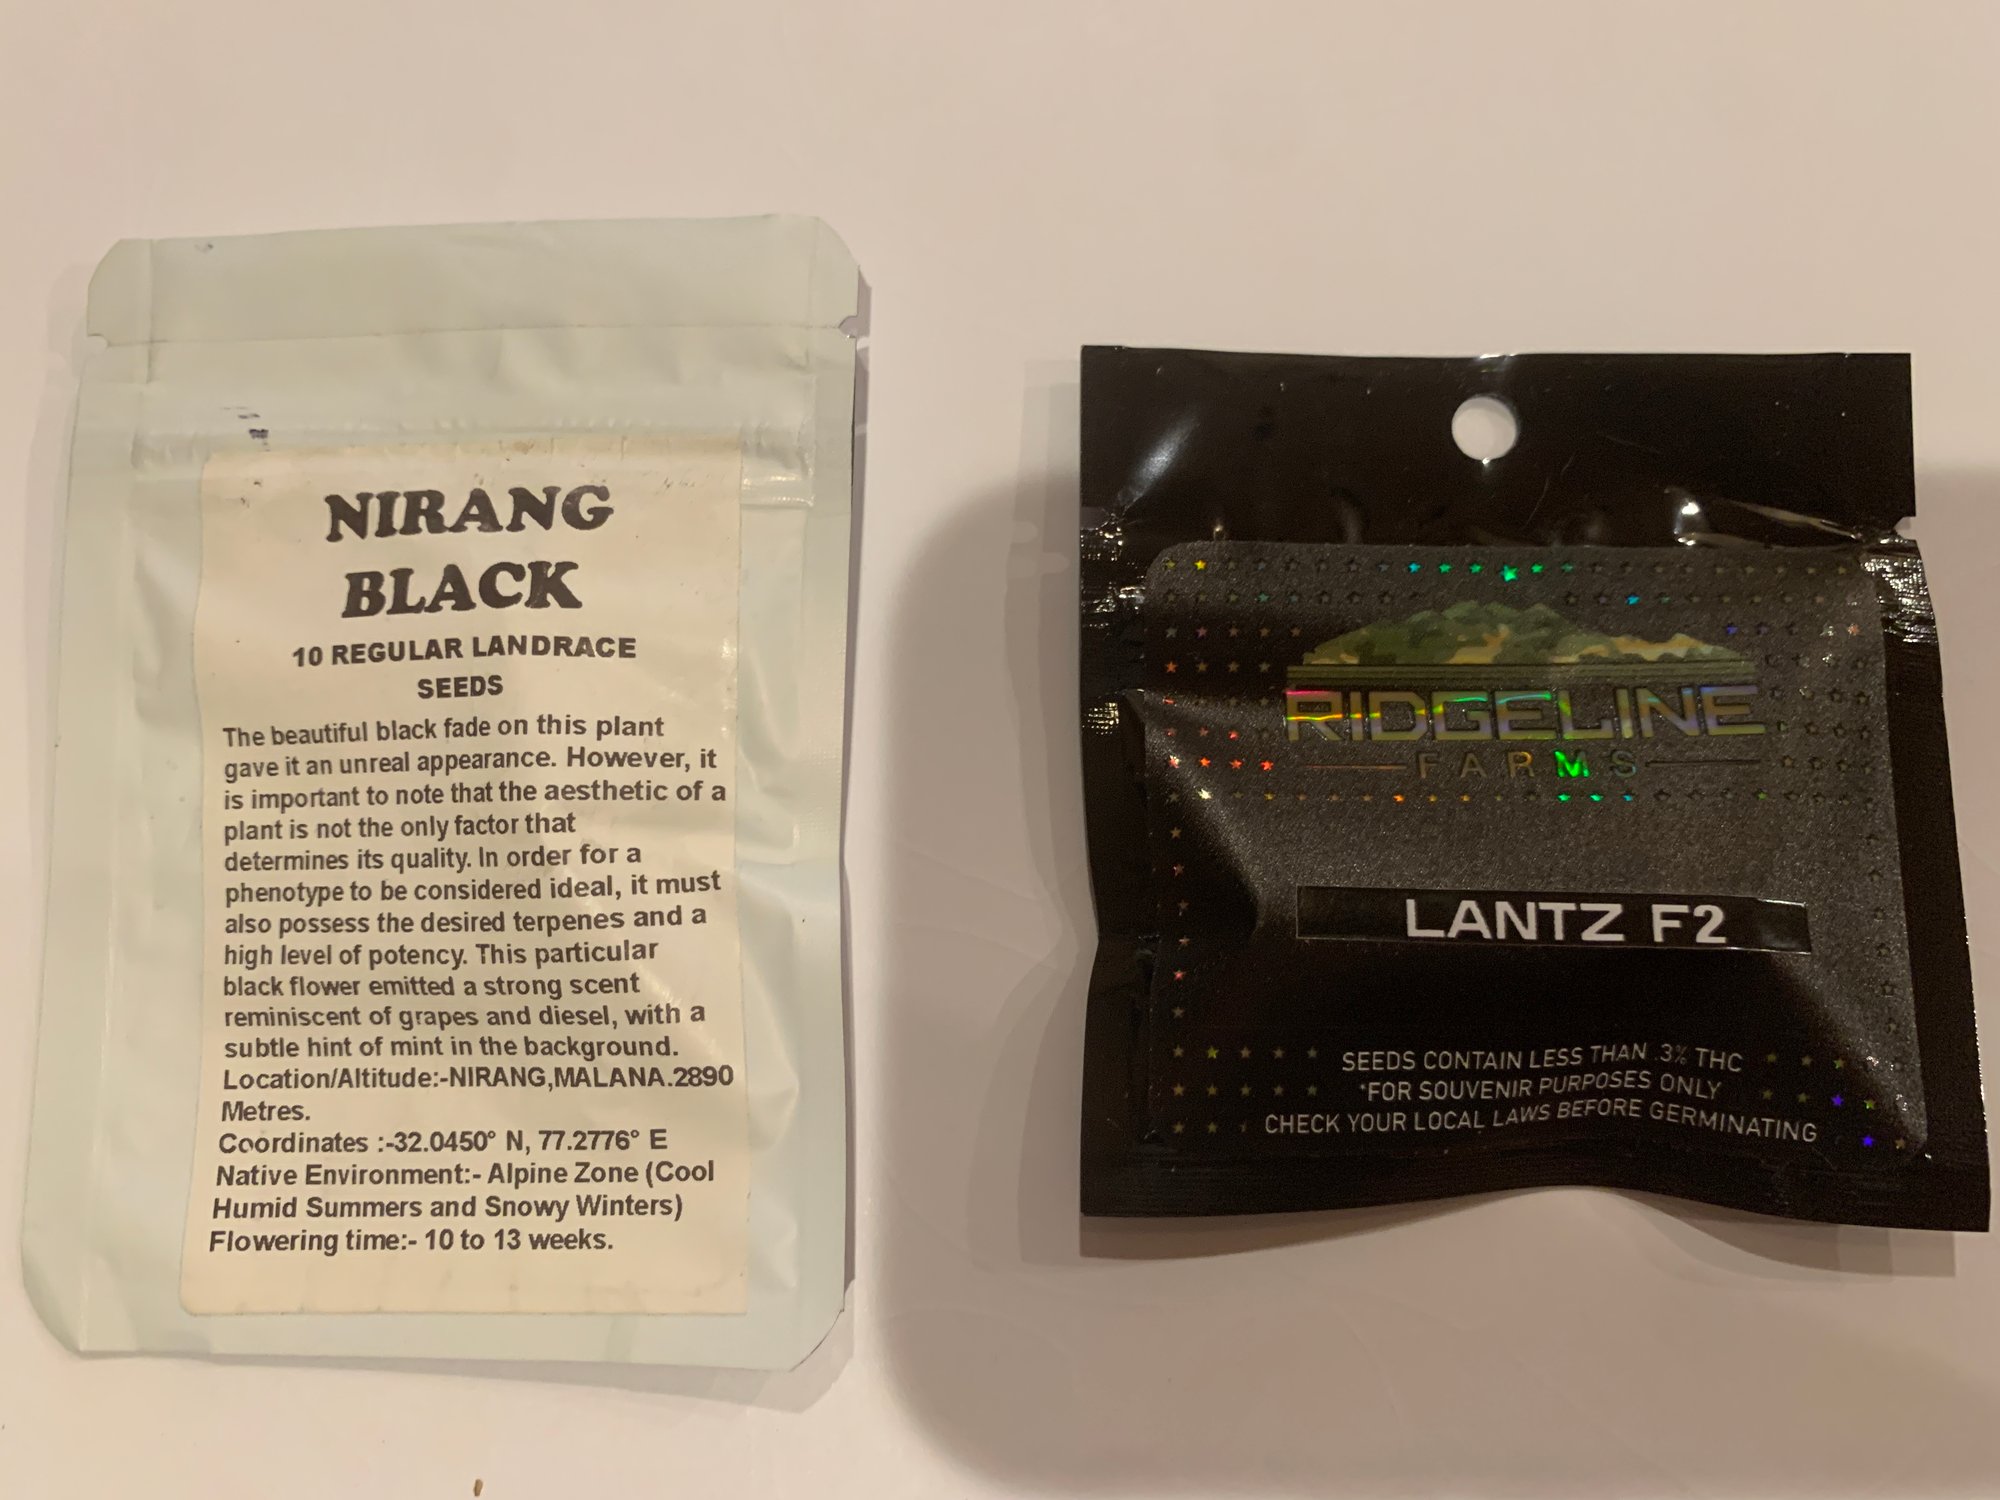 NIRANG
BLACK
10 REGULAR LANDRACE
SEEDS
The beautiful black fade on this plant
gave it an unreal appearance. However, it
is important to note that the aesthetic of a
plant is not the only factor that
determines its quality. In order for a
phenotype to be considered ideal, it must
also possess the desired terpenes and a
high level of potency. This particular
black flower emitted a strong scent
reminiscent of grapes and diesel, with a
subtle hint of mint in the background.
Location/Altitude:-NIRANG,MALANA.2890
Metres.
Coordinates :-32.0450° N, 77.2776° E
Native Environment:- Alpine Zone (Cool
Humid Summers and Snowy Winters)
Flowering time:- 10 to 13 weeks.
RIDGELINE
FARMS
LANTZ F2
SEEDS CONTAIN LESS THAN .3% THC
*FOR SOUVENIR PURPOSES ONLY
CHECK YOUR LOCAL LAWS BEFORE GERMINATING